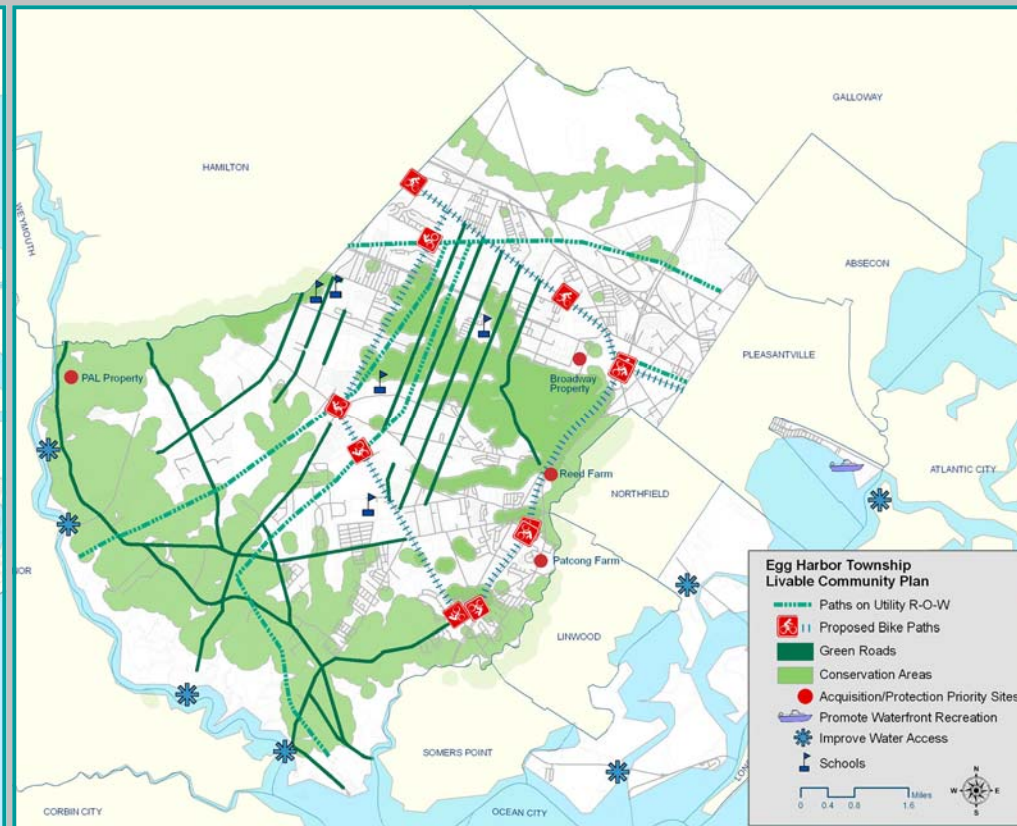 GALLOWAY
HAMILTON
WEYMOUTH
ABSECON
PLEASANTVILLE
PAL Property
Broadway
Property
ATLANTIC CITY
Reed Farm
NORTHFIELD
Patcong Farm
NOR
LINWOOD
SOMERS POINT
CORBIN CITY
OCEAN CITY
LON
Egg Harbor Township
Livable Community Plan
Paths on Utility R-O-W
Proposed Bike Paths
Green Roads
Conservation Areas
Acquisition/Protection Priority Sites
Promote Waterfront Recreation
Improve Water Access
Schools
Miles
0 0.4 0.8 1.6
N
W E
S